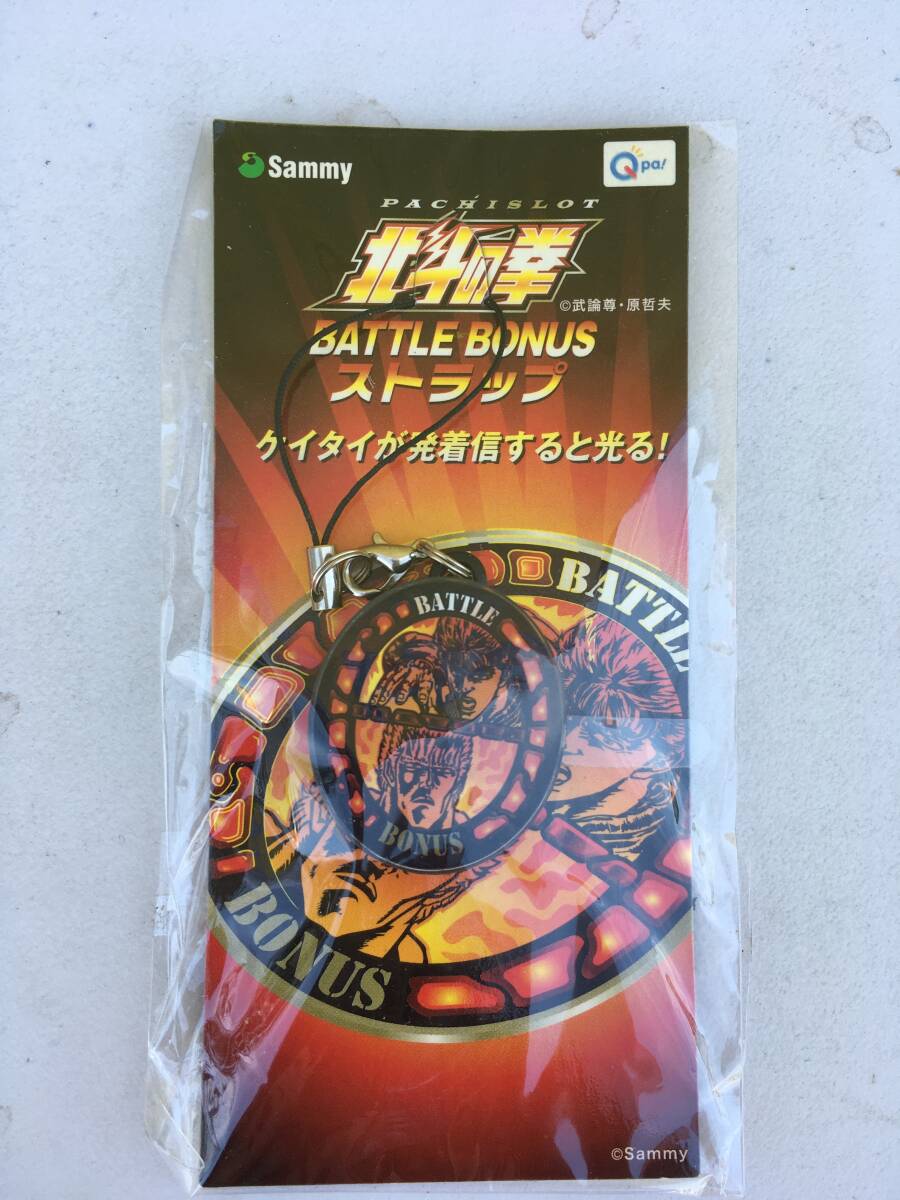 Sammy
Qpa!
PACHISLOT
北斗の拳
©武論尊・原哲夫
BATTLE BONUS
ストラップ
ケイタイが発着信すると光る!
BATTLE
BATTLE
BONUS
BONUS
©Sammy